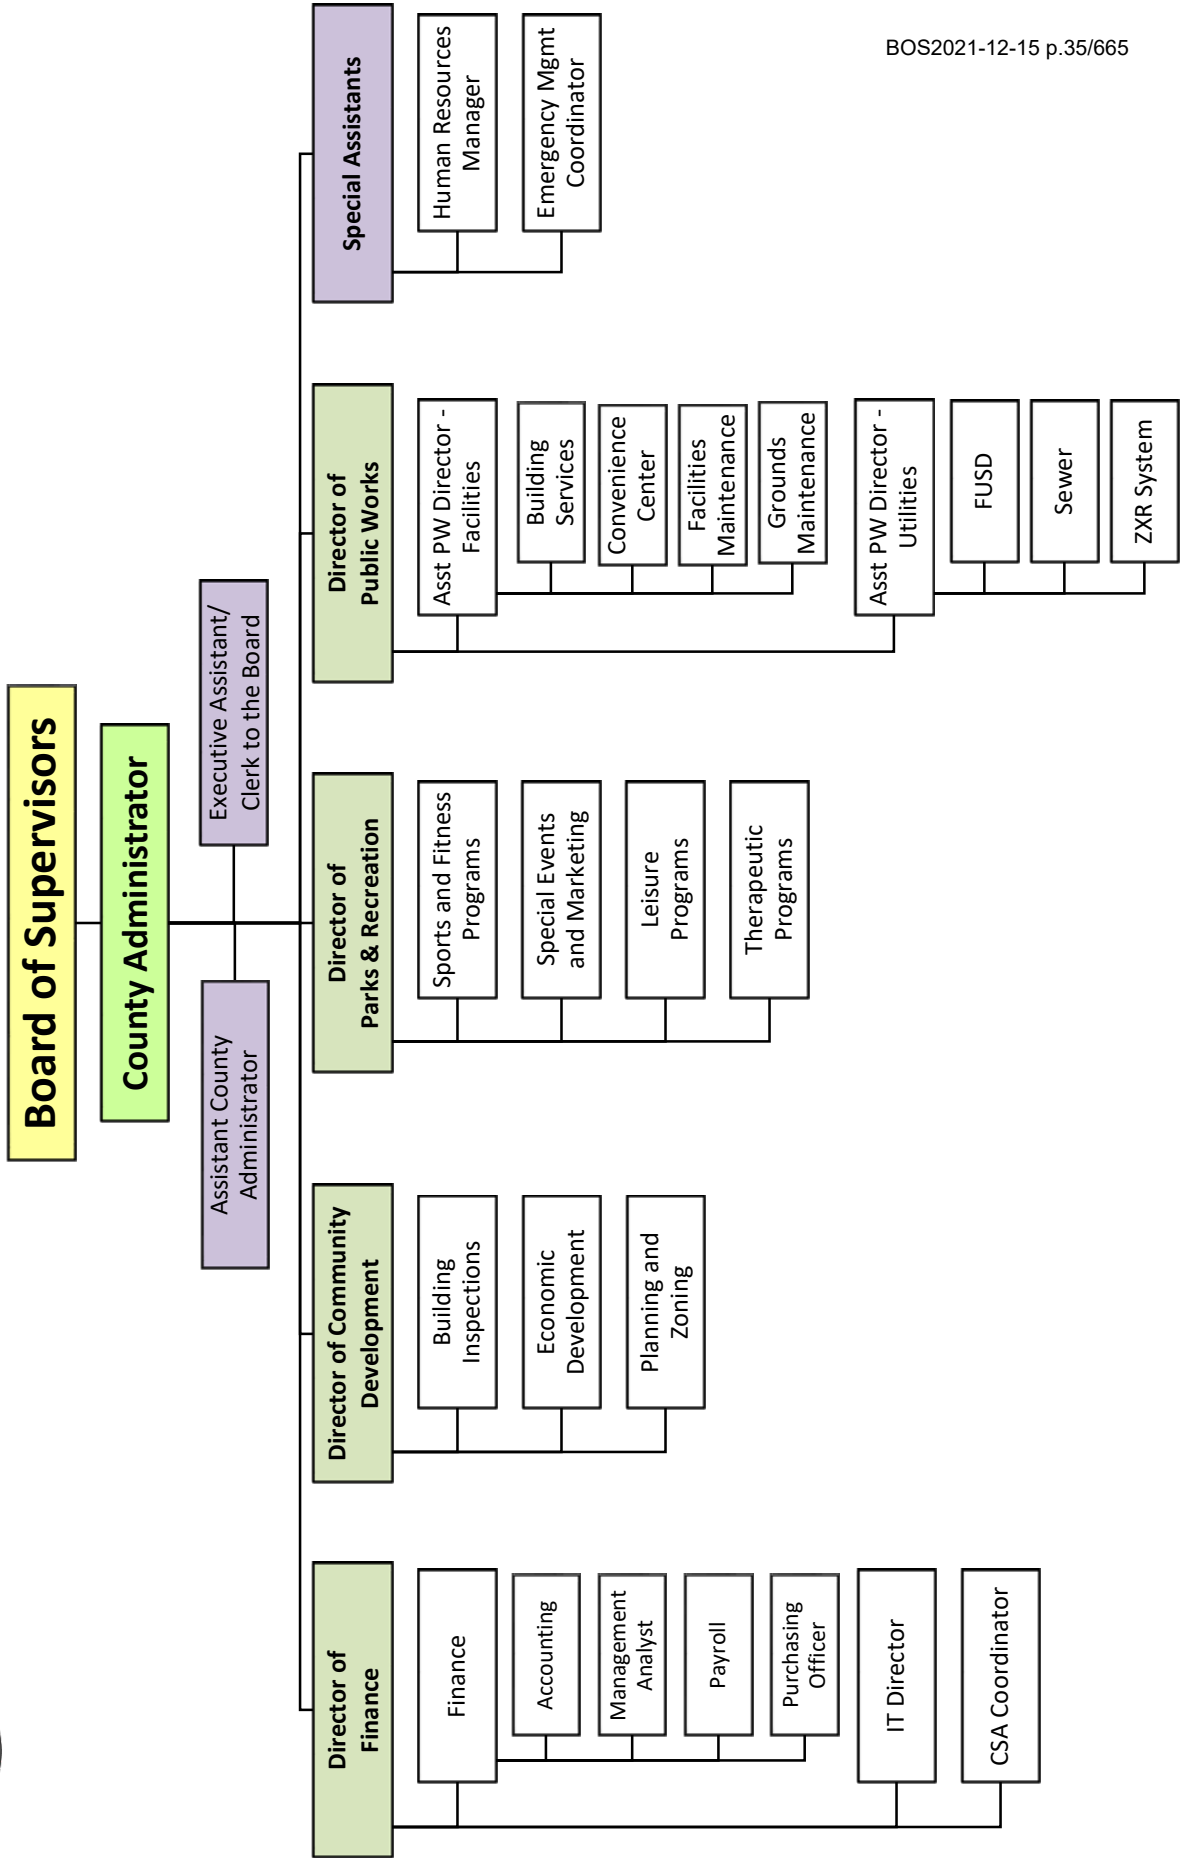 BOS2021-12-15 p.35/665
Board of Supervisors
County Administrator
Assistant County
Administrator
Executive Assistant/
Clerk to the Board
Director of
Finance
Finance
Accounting
Management
Analyst
Payroll
Purchasing
Officer
IT Director
CSA Coordinator
Director of Community
Development
Building
Inspections
Economic
Development
Planning and
Zoning
Director of
Parks & Recreation
Sports and Fitness
Programs
Special Events
and Marketing
Leisure
Programs
Therapeutic
Programs
Director of
Public Works
Asst PW Director -
Facilities
Building
Services
Convenience
Center
Facilities
Maintenance
Grounds
Maintenance
Asst PW Director -
Utilities
FUSD
Sewer
ZXR System
Special Assistants
Human Resources
Manager
Emergency Mgmt
Coordinator